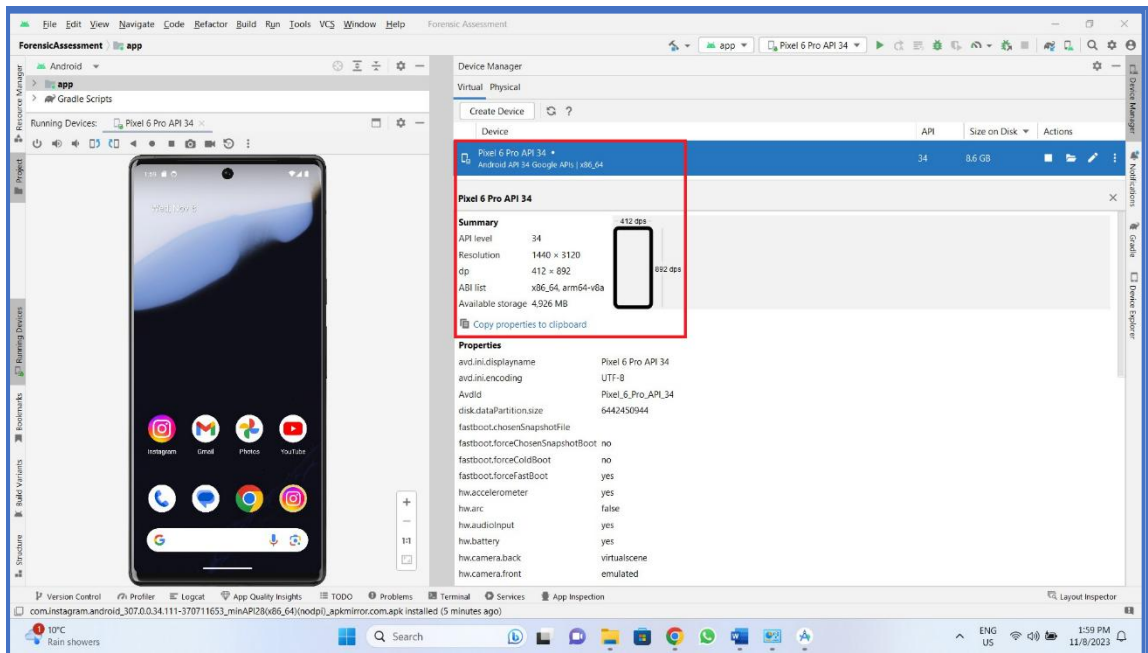 File Edit View Navigate Code Refactor Build Run Tools VCS Window Help Forensic Assessment
ForensicAssessment app
app Pixel 6 Pro API 34
Android
app
Gradle Scripts
Running Devices: Pixel 6 Pro API 34
Resource Manager
Project
Running Devices
Bookmarks
Build Variants
Structure
Instagram Gmail Photos YouTube
1:1
Device Manager
Virtual Physical
Create Device ?
Device API Size on Disk Actions
Pixel 6 Pro API 34
Android API 34 Google APIs | x86_64
34 8.6 GB
Pixel 6 Pro API 34
Summary
API level 34
Resolution 1440 × 3120
dp 412 × 892
ABI list x86_64, arm64-v8a
Available storage 4,926 MB
412 dps
892 dps
Copy properties to clipboard
Properties
avd.ini.displayname Pixel 6 Pro API 34
avd.ini.encoding UTF-8
AvdId Pixel_6_Pro_API_34
disk.dataPartition.size 6442450944
fastboot.chosenSnapshotFile
fastboot.forceChosenSnapshotBoot no
fastboot.forceColdBoot no
fastboot.forceFastBoot yes
hw.accelerometer yes
hw.arc false
hw.audioInput yes
hw.battery yes
hw.camera.back virtualscene
hw.camera.front emulated
Device Manager
Notifications
Gradle
Device Explorer
Version Control Profiler Logcat App Quality Insights TODO Problems Terminal Services App Inspection Layout Inspector
com.instagram.android_307.0.0.34.111-370711653_minAPI28(x86_64)(nodpi)_apkmirror.com.apk installed (5 minutes ago)
1
10°C
Rain showers
Search
ENG
US
1:59 PM
11/8/2023